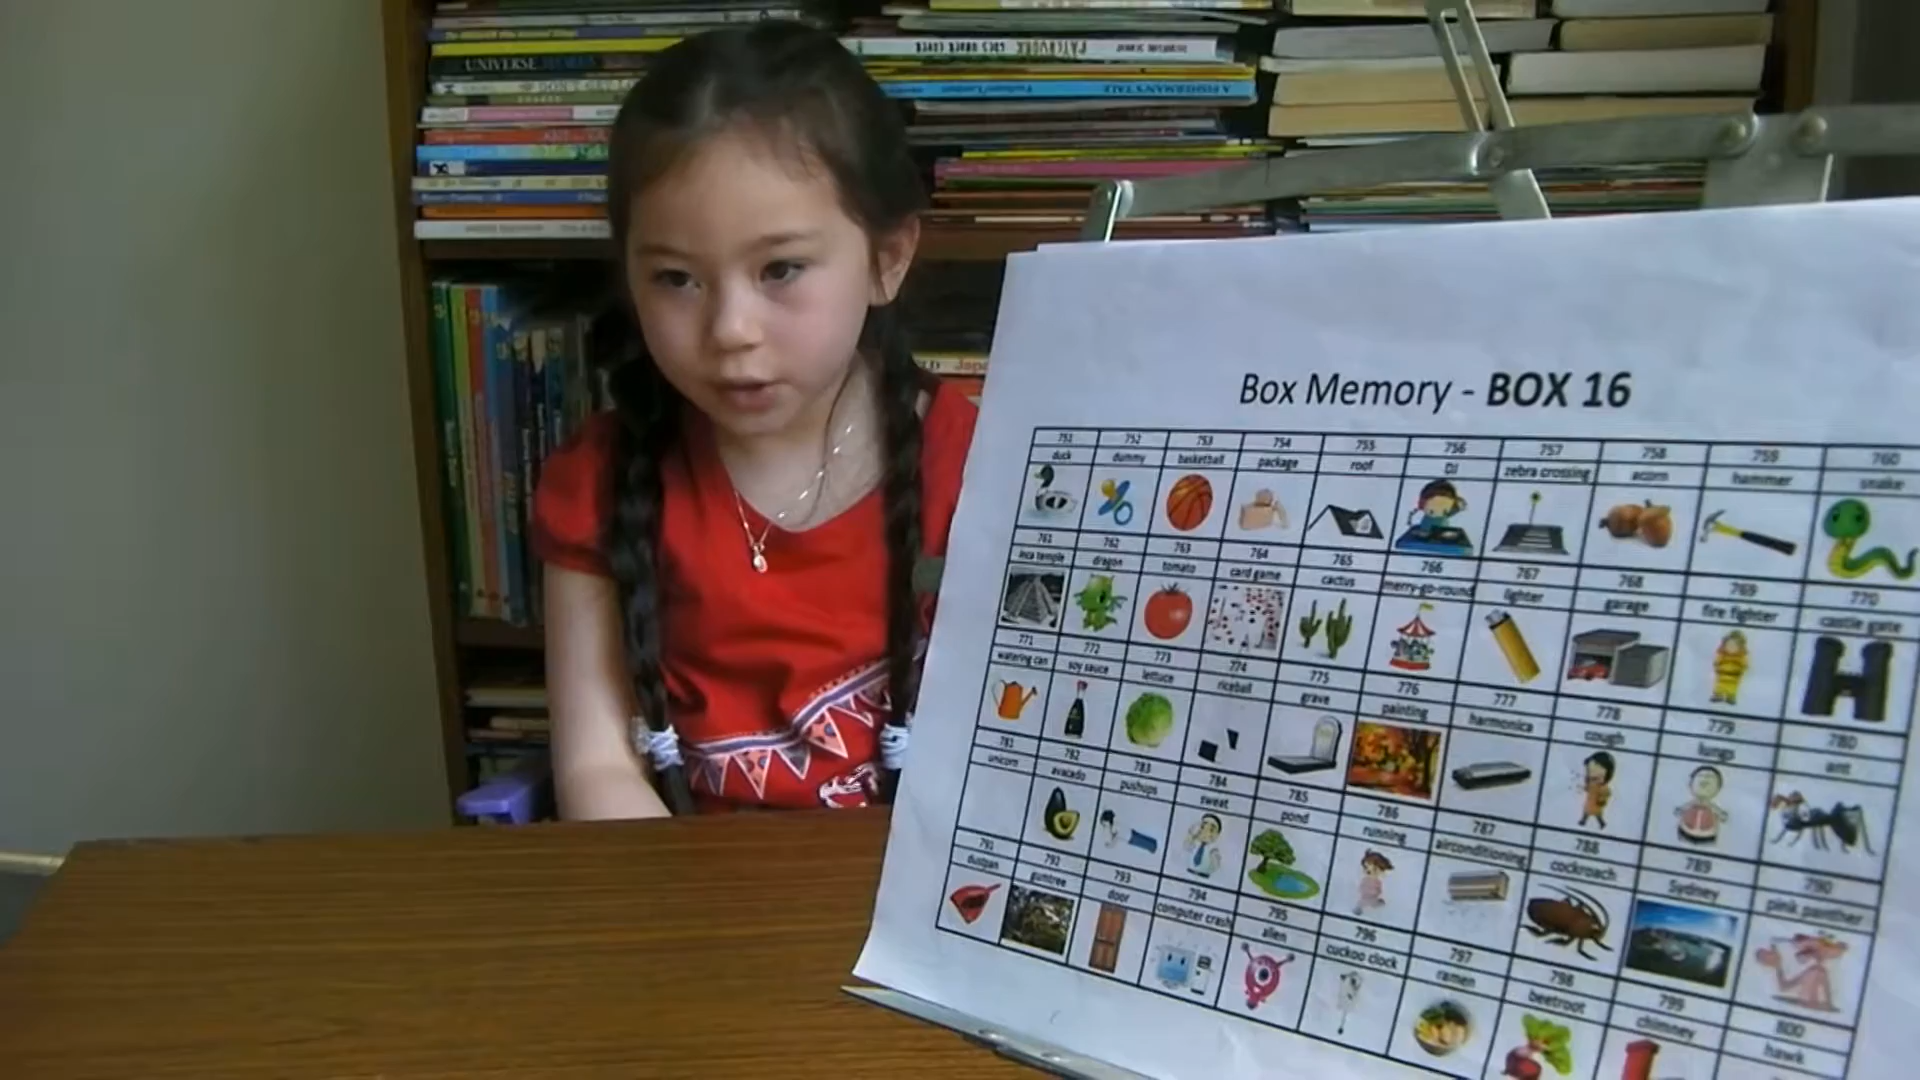 UNIVERSE
PATCHWORK GOES UNDER COVER
A FISHERMAN'S TALE
Box Memory - BOX 16
751 752 753 754 755 756 757 758 759 760
duck dummy basketball package roof DJ zebra crossing acorn hammer snake
761 762 763 764 765 766 767 768 769 770
inca temple dragon tomato card game cactus merry-go-round lighter garage fire fighter castle gate
771 772 773 774 775 776 777 778 779 780
watering can soy sauce lettuce riceball grave painting harmonica cough lungs ant
781 782 783 784 785 786 787 788 789 790
unicorn avacado pushups sweat pond running airconditioning cockroach Sydney pink panther
791 792 793 794 795 796 797 798 799 800
dustpan gumtree door computer crash alien cuckoo clock ramen beetroot chimney hawk